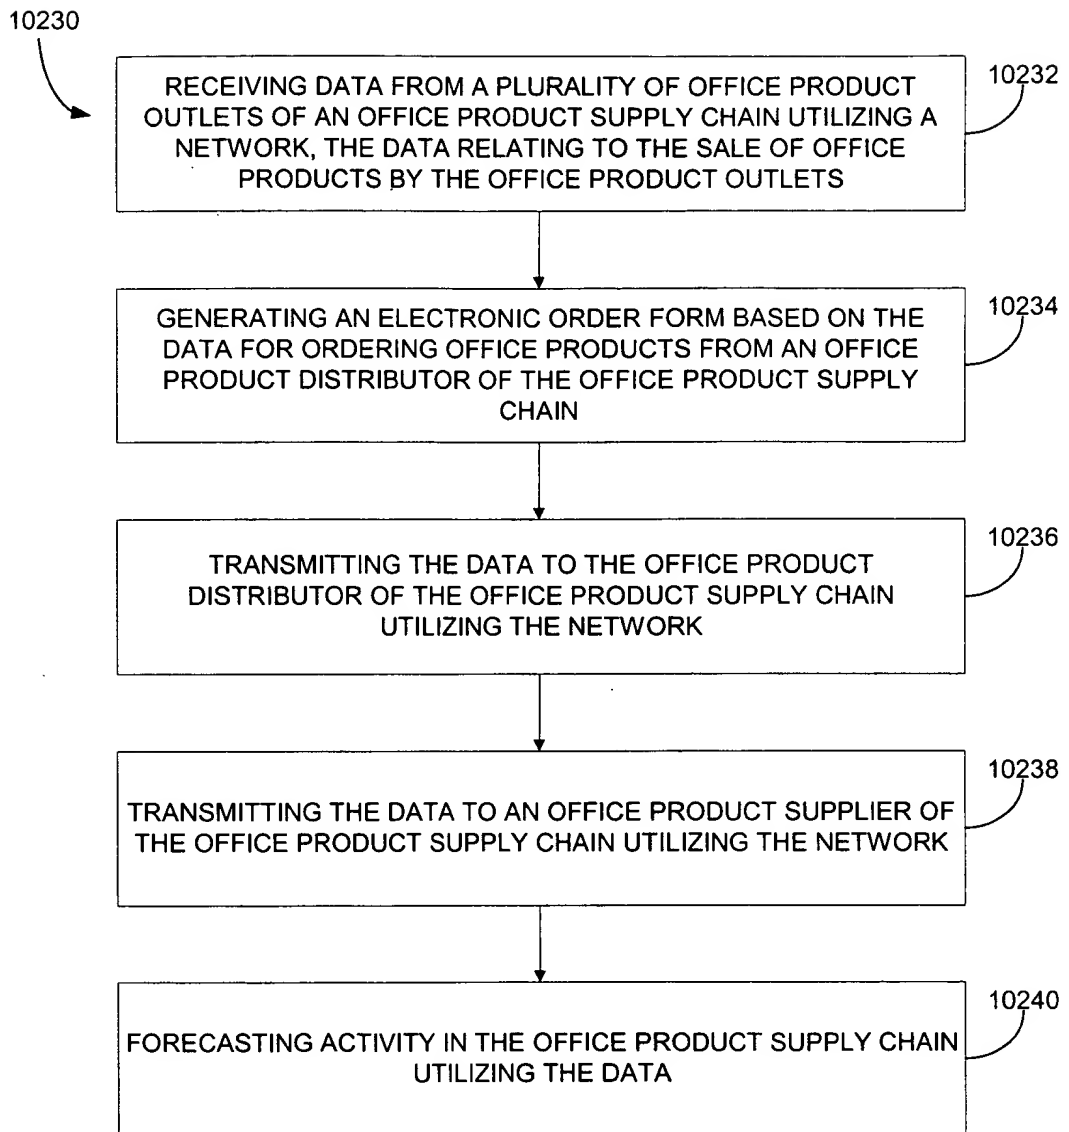 10230
RECEIVING DATA FROM A PLURALITY OF OFFICE PRODUCT
OUTLETS OF AN OFFICE PRODUCT SUPPLY CHAIN UTILIZING A
NETWORK, THE DATA RELATING TO THE SALE OF OFFICE
PRODUCTS BY THE OFFICE PRODUCT OUTLETS
10232
GENERATING AN ELECTRONIC ORDER FORM BASED ON THE
DATA FOR ORDERING OFFICE PRODUCTS FROM AN OFFICE
PRODUCT DISTRIBUTOR OF THE OFFICE PRODUCT SUPPLY
CHAIN
10234
TRANSMITTING THE DATA TO THE OFFICE PRODUCT
DISTRIBUTOR OF THE OFFICE PRODUCT SUPPLY CHAIN
UTILIZING THE NETWORK
10236
TRANSMITTING THE DATA TO AN OFFICE PRODUCT SUPPLIER OF
THE OFFICE PRODUCT SUPPLY CHAIN UTILIZING THE NETWORK
10238
FORECASTING ACTIVITY IN THE OFFICE PRODUCT SUPPLY CHAIN
UTILIZING THE DATA
10240